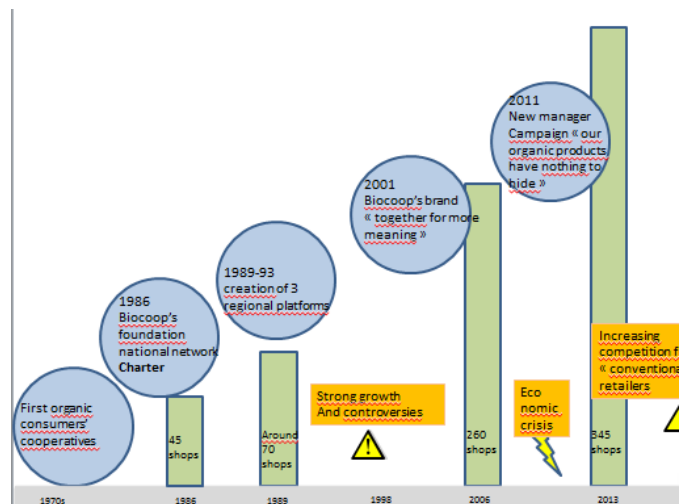 2011
New manager
Campaign « our
organic products
have nothing to
hide »
2001
Biocoop's brand
« together for more
meaning »
1989-93
creation of 3
regional platforms
1986
Biocoop's
foundation
national network
Charter
First organic
consumers'
cooperatives
Strong growth
And controversies
Eco
nomic
crisis
Increasing
competition f
« conventiona
retailers
45
shops
Around
70
shops
260
shops
345
shops
1970s
1986
1989
1998
2006
2013